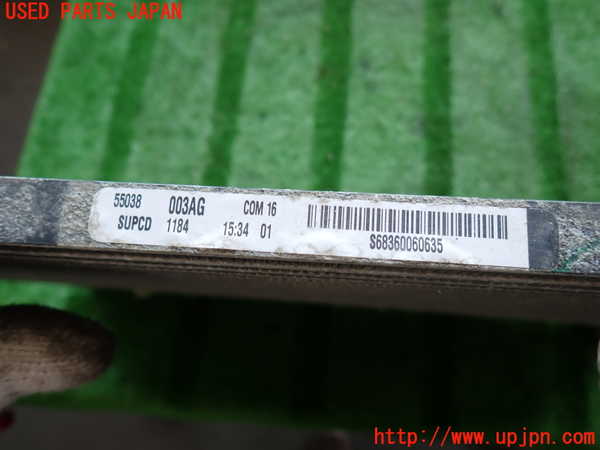 USED PARTS JAPAN
55038 003AG COM 16
SUPCD 1184 15:34 01
S68360060635
http://www.upjpn.com/